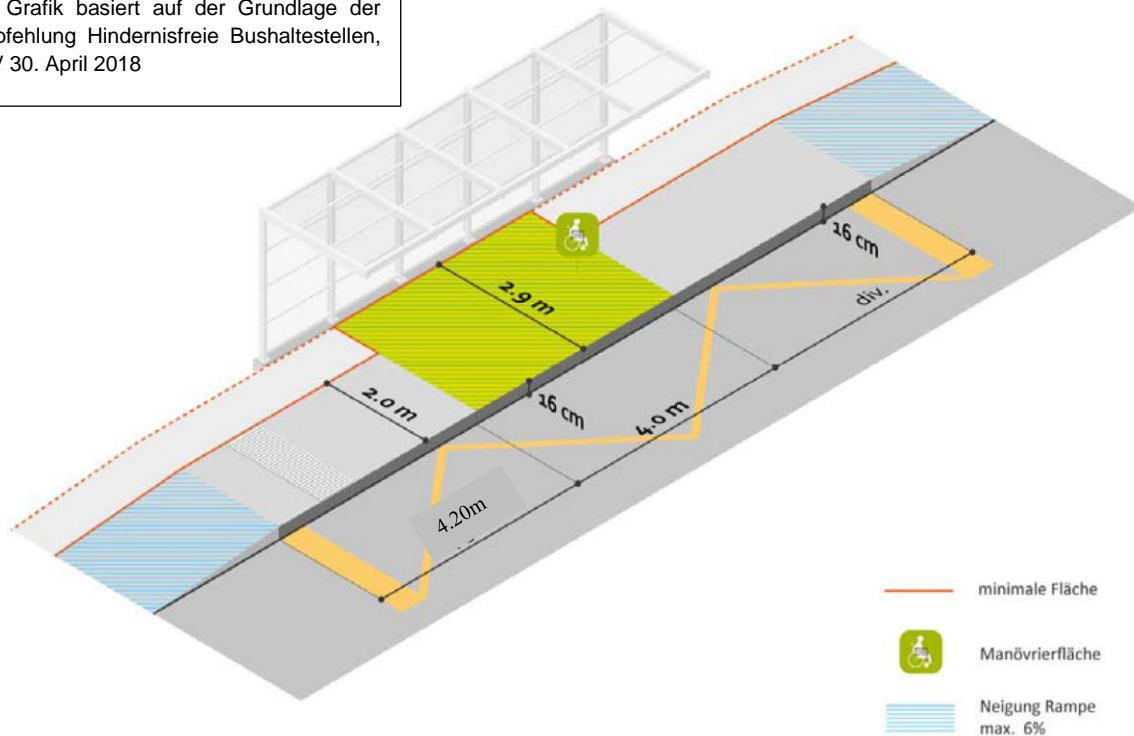 Grafik basiert auf der Grundlage der
Hindernisfreie Bushaltestellen,
30. April 2018
2.9 m
16 cm
div.
2.0 m
16 cm
4.0 m
4.20m
minimale Fläche
Manövrierfläche
Neigung Rampe
max. 6%